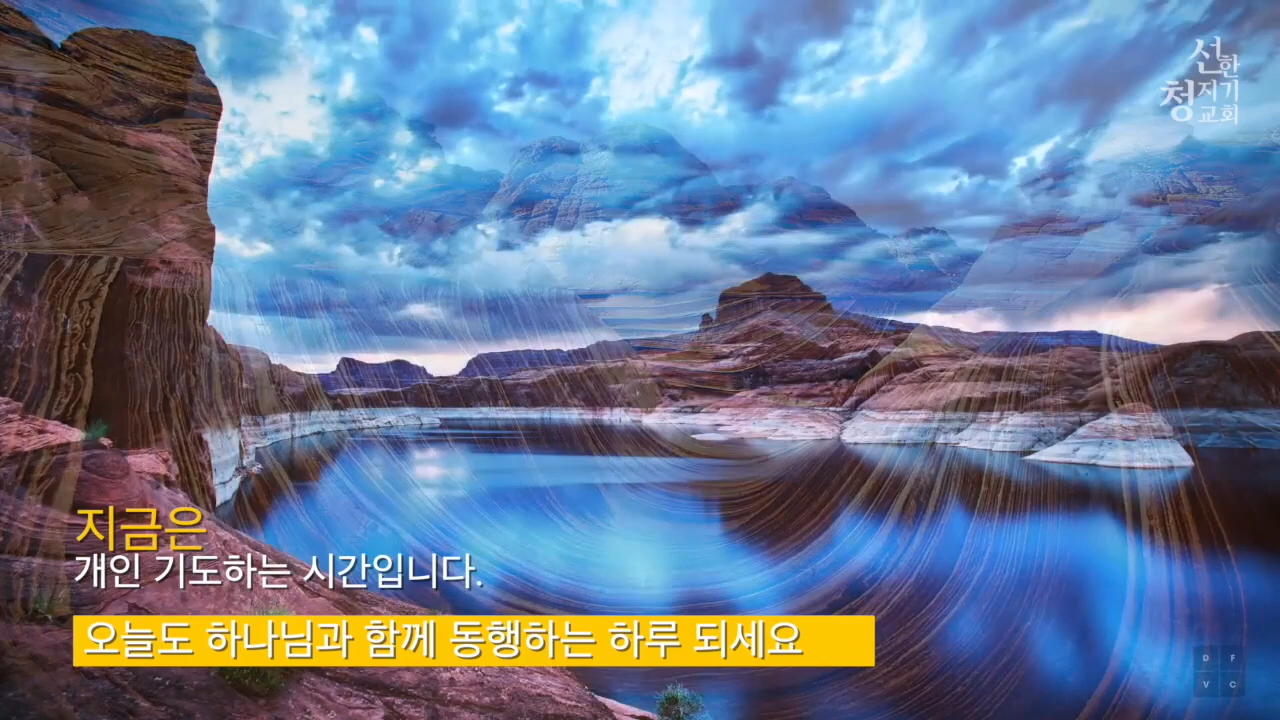 선한
청지기
교회
지금은
개인 기도하는 시간입니다.
오늘도 하나님과 함께 동행하는 하루 되세요
D F
V C